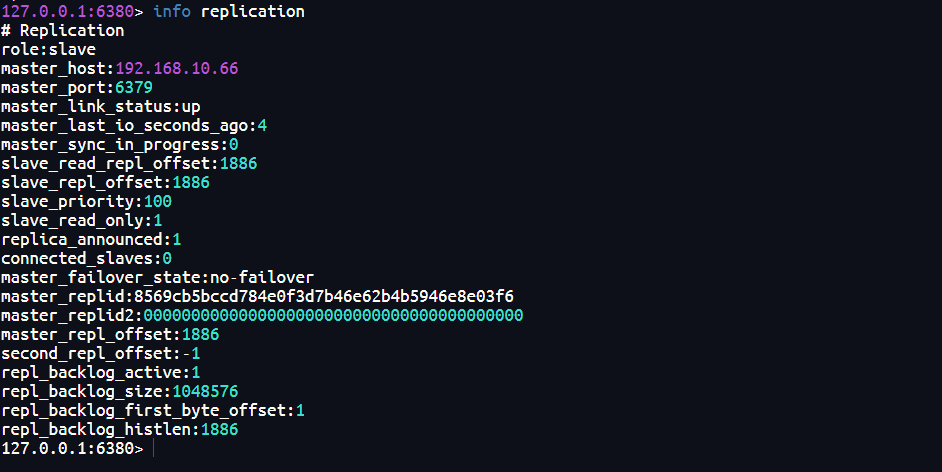 127.0.0.1:6380> info replication
# Replication
role:slave
master_host:192.168.10.66
master_port:6379
master_link_status:up
master_last_io_seconds_ago:4
master_sync_in_progress:0
slave_read_repl_offset:1886
slave_repl_offset:1886
slave_priority:100
slave_read_only:1
replica_announced:1
connected_slaves:0
master_failover_state:no-failover
master_replid:8569cb5bccd784e0f3d7b46e62b4b5946e8e03f6
master_replid2:0000000000000000000000000000000000000000
master_repl_offset:1886
second_repl_offset:-1
repl_backlog_active:1
repl_backlog_size:1048576
repl_backlog_first_byte_offset:1
repl_backlog_histlen:1886
127.0.0.1:6380>